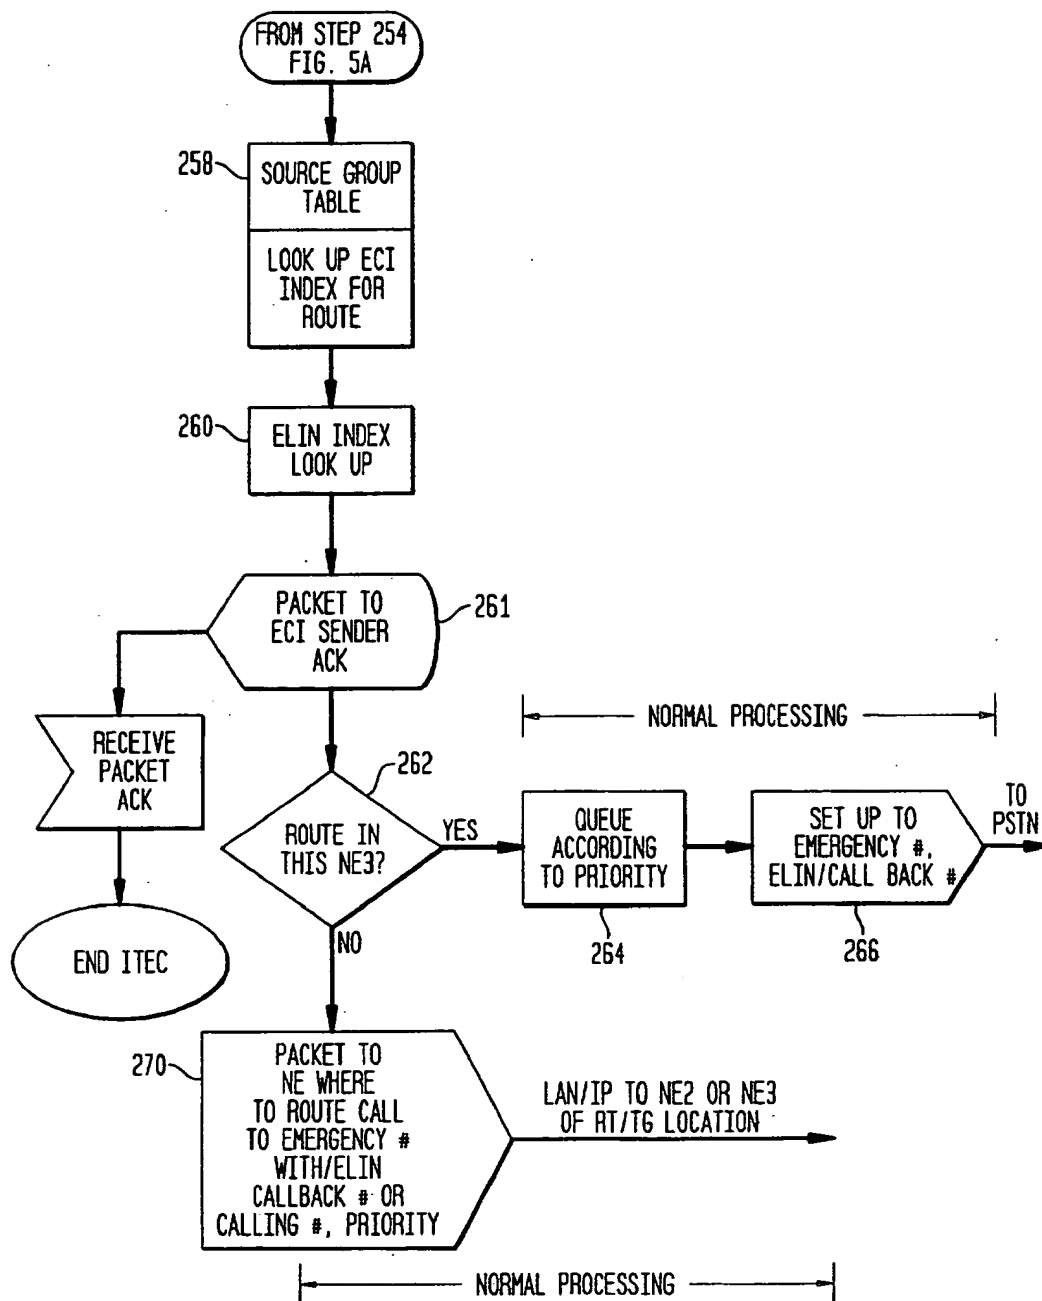 FROM STEP 254
FIG. 5A
258
SOURCE GROUP
TABLE
LOOK UP ECI
INDEX FOR
ROUTE
260
ELIN INDEX
LOOK UP
PACKET TO
ECI SENDER
ACK
261
RECEIVE
PACKET
ACK
END ITEC
262
ROUTE IN
THIS NE3?
YES
NO
NORMAL PROCESSING
QUEUE
ACCORDING
TO PRIORITY
264
SET UP TO
EMERGENCY #,
ELIN/CALL BACK #
266
TO
PSTN
270
PACKET TO
NE WHERE
TO ROUTE CALL
TO EMERGENCY #
WITH/ELIN
CALLBACK # OR
CALLING #, PRIORITY
LAN/IP TO NE2 OR NE3
OF RT/TG LOCATION
NORMAL PROCESSING